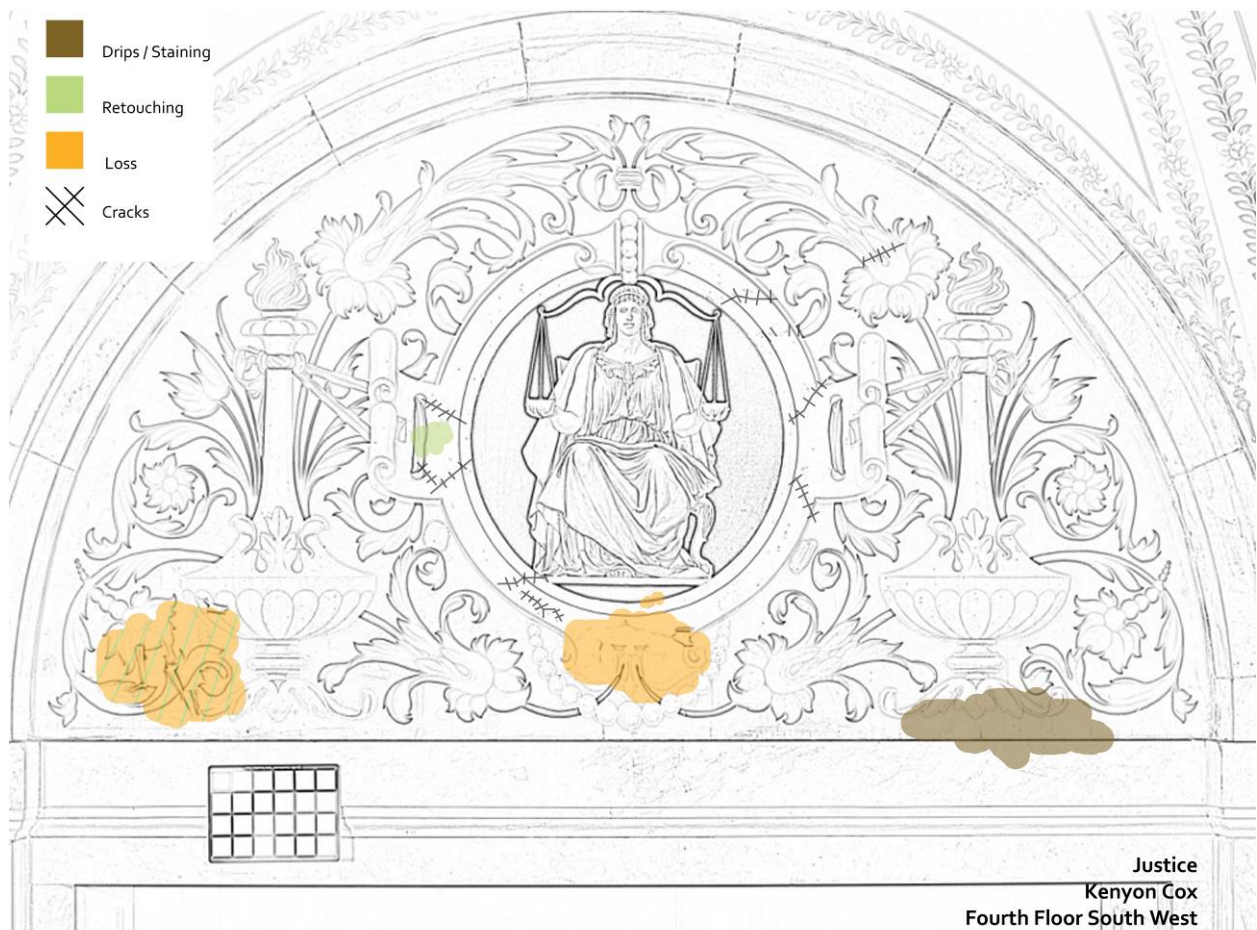 Drips / Staining
Retouching
Loss
Cracks
Justice
Kenyon Cox
Fourth Floor South West